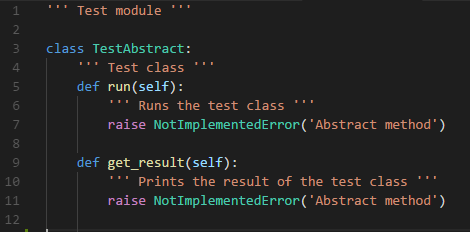 1 ''' Test module '''
2
3 class TestAbstract:
4     ''' Test class '''
5     def run(self):
6         ''' Runs the test class '''
7         raise NotImplementedError('Abstract method')
8
9     def get_result(self):
10         ''' Prints the result of the test class '''
11         raise NotImplementedError('Abstract method')
12